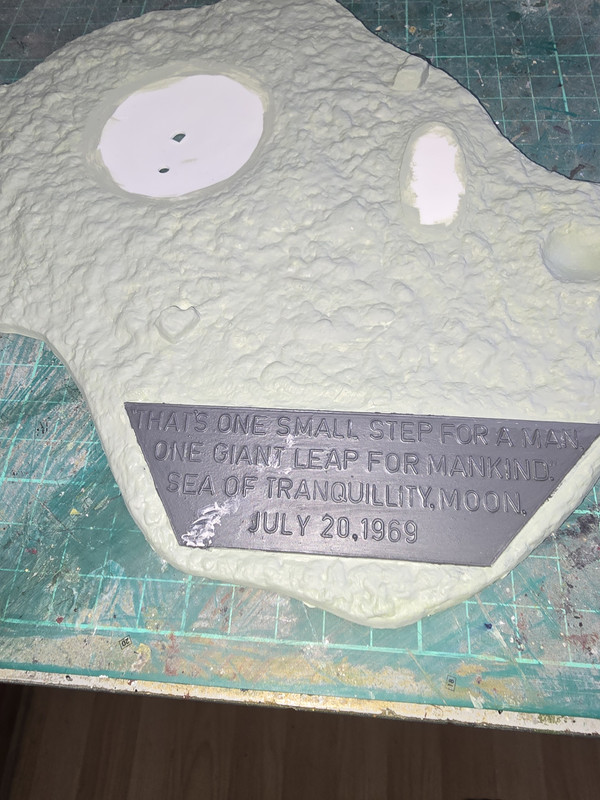 "THAT'S ONE SMALL STEP FOR A MAN,
ONE GIANT LEAP FOR MANKIND."
SEA OF TRANQUILLITY, MOON.
JULY 20, 1969